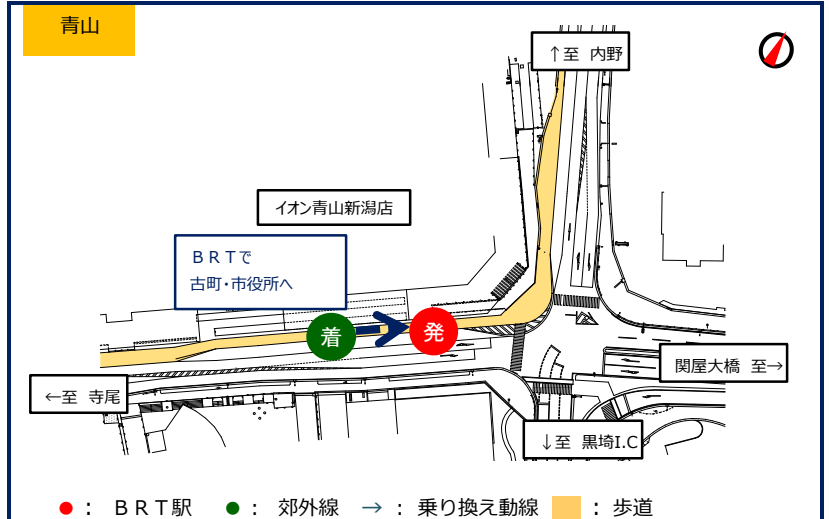 青山
↑至 内野
イオン青山新潟店
ＢＲＴで
古町・市役所へ
着
発
関屋大橋 至→
←至 寺尾
↓至 黒埼I.C
●： ＢＲＴ駅 ●： 郊外線 →： 乗り換え動線 ：歩道